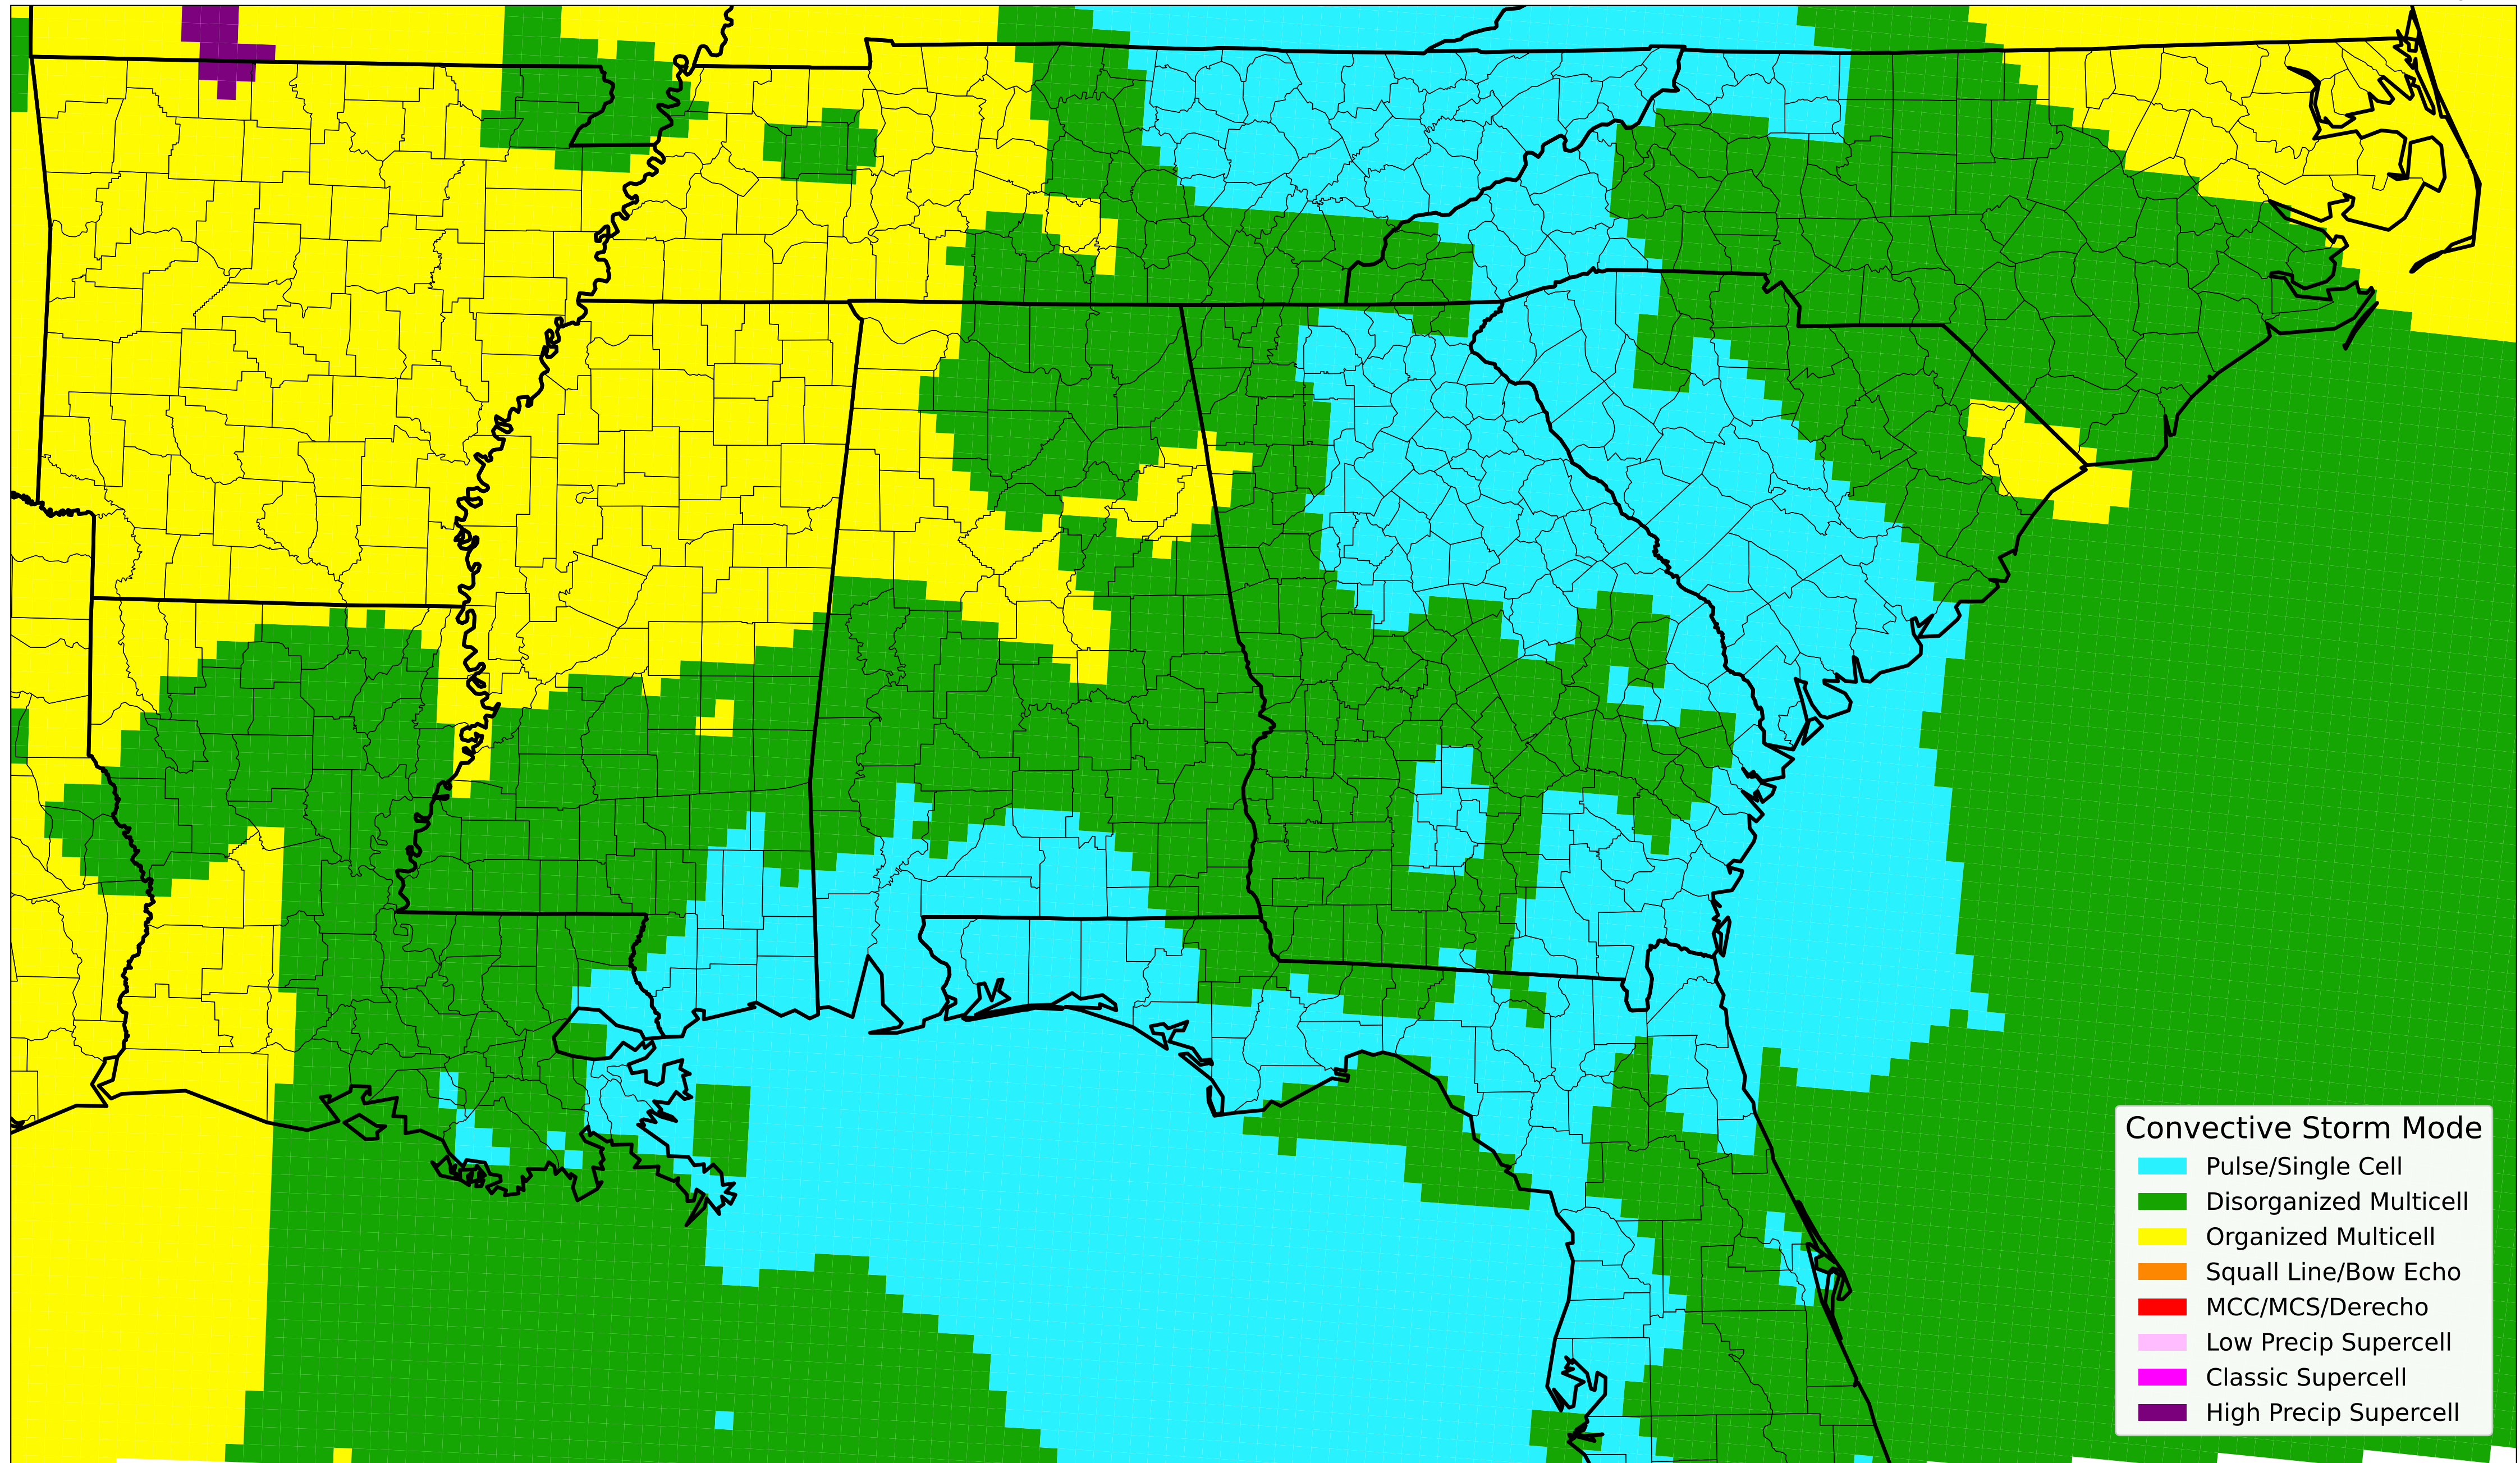 Convective Storm Mode
Pulse/Single Cell
Disorganized Multicell
Organized Multicell
Squall Line/Bow Echo
MCC/MCS/Derecho
Low Precip Supercell
Classic Supercell
High Precip Supercell